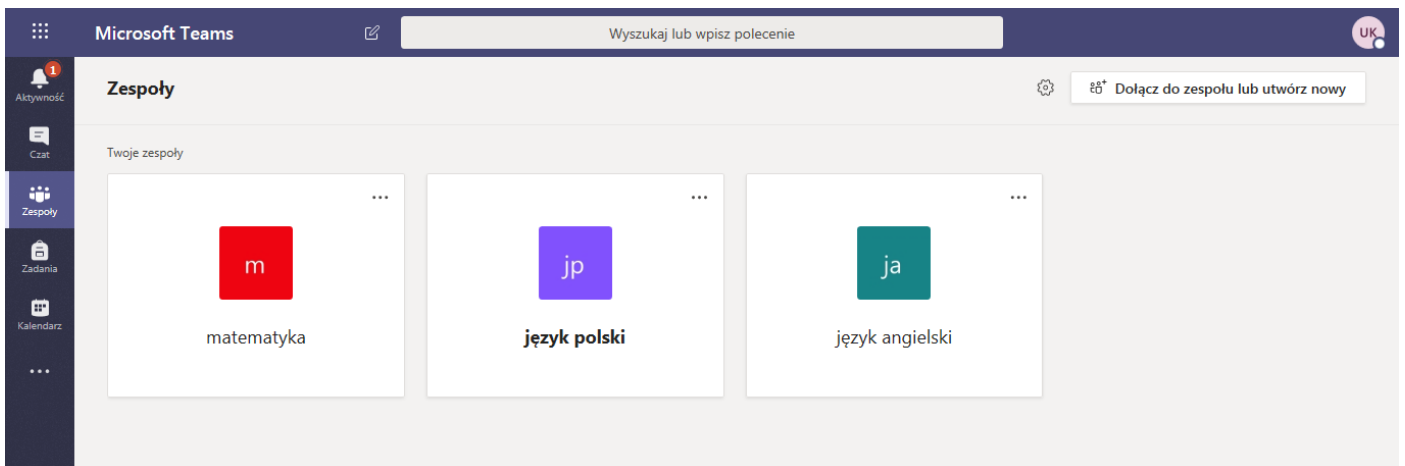 Microsoft Teams
Wyszukaj lub wpisz polecenie
UK
1
Aktywność
Czat
Zespoły
Zadania
Kalendarz
Zespoły
Dołącz do zespołu lub utwórz nowy
Twoje zespoły
m
matematyka
jp
język polski
ja
język angielski